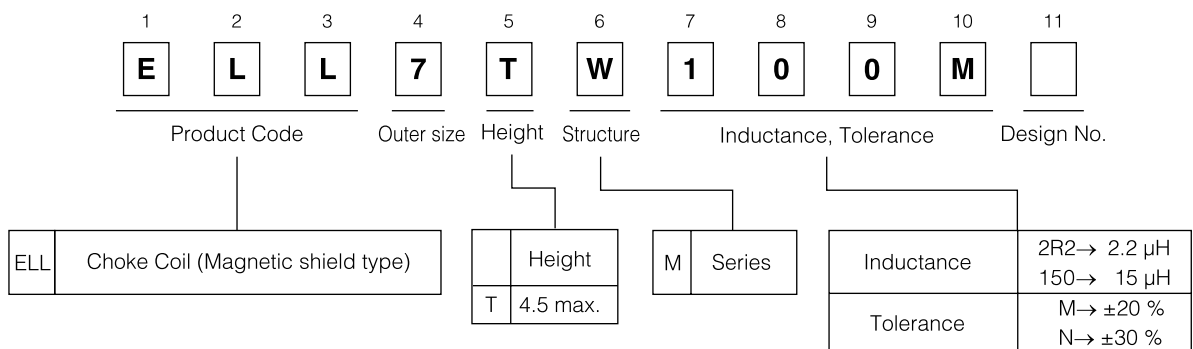 1 2 3 4 5 6 7 8 9 10 11
E L L 7 T W 1 0 0 M
Product Code Outer size Height Structure Inductance, Tolerance Design No.
ELL Choke Coil (Magnetic shield type)
Height
T 4.5 max.
M Series
Inductance 2R2→ 2.2 µH
150→ 15 µH
Tolerance M→ ±20 %
N→ ±30 %